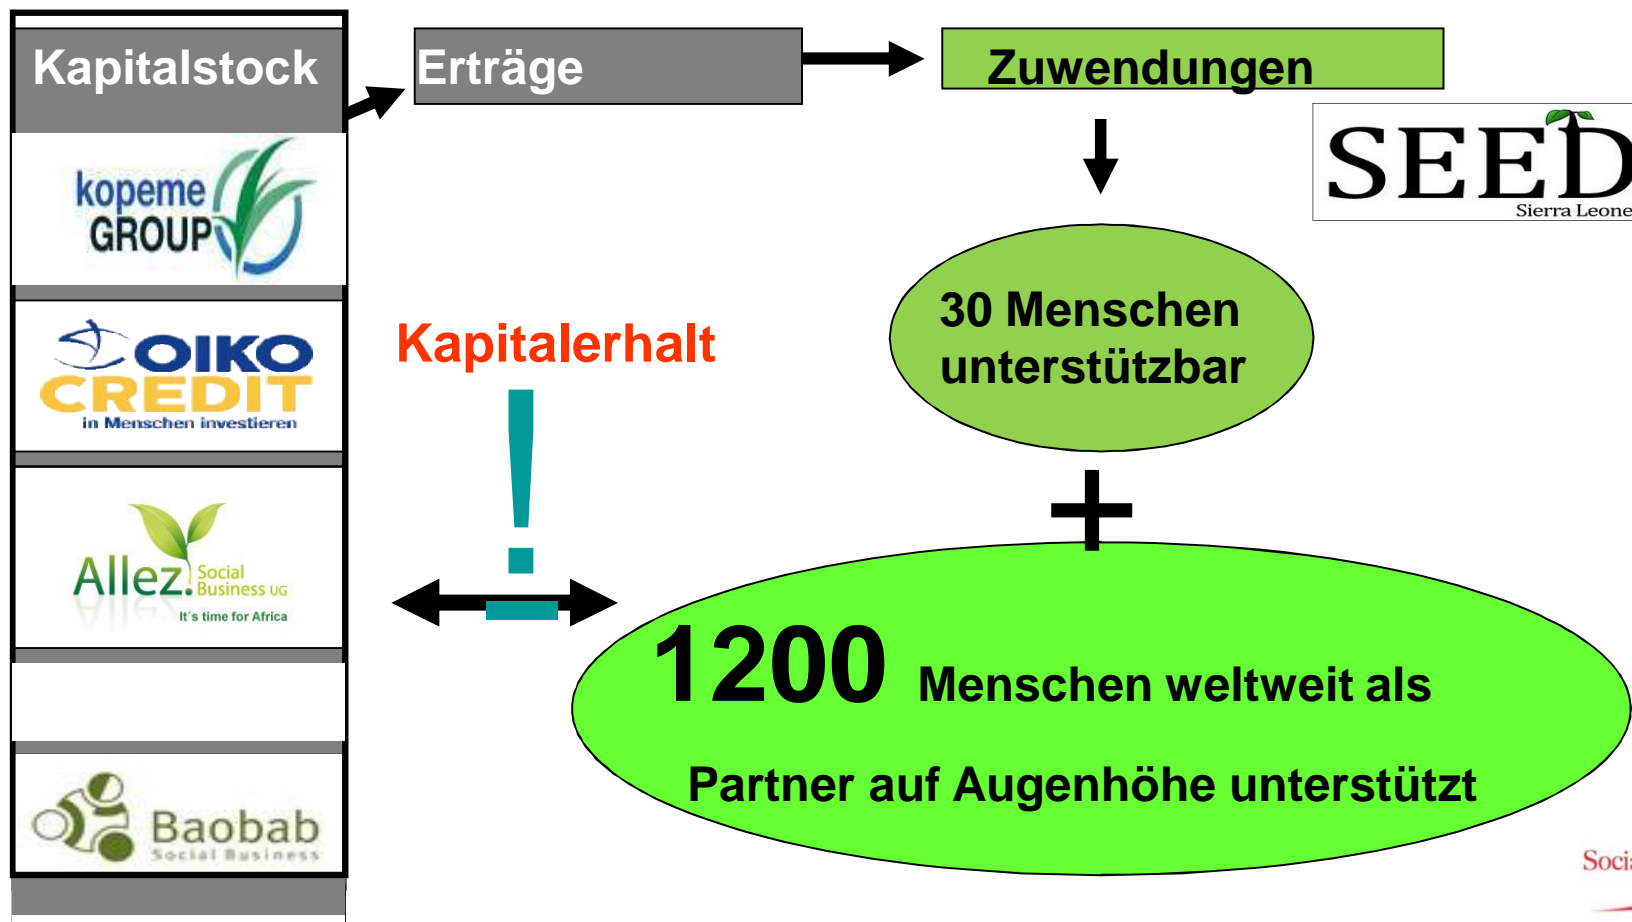 Kapitalstock
Erträge
Zuwendungen
kopeme
GROUP
SEED
Sierra Leone
30 Menschen
unterstützbar
Kapitalerhalt
!
OIKO
CREDIT
in Menschen investieren
+
Allez.
Social
Business UG
It´s time for Africa
1200 Menschen weltweit als
Partner auf Augenhöhe unterstützt
Baobab
Social Business